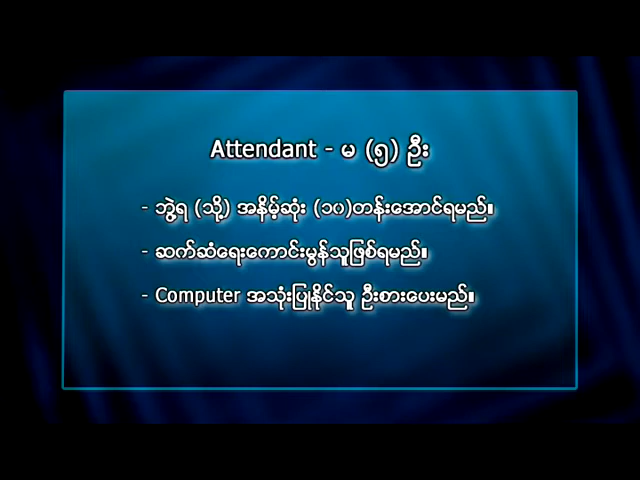 Attendant - မ (၅) ဦး
- ဘွဲ့ရ (သို့) အနိမ့်ဆုံး (၁၀)တန်းအောင်ရမည်။
- ဆက်ဆံရေးကောင်းမွန်သူဖြစ်ရမည်။
- Computer အသုံးပြုနိုင်သူ ဦးစားပေးမည်။